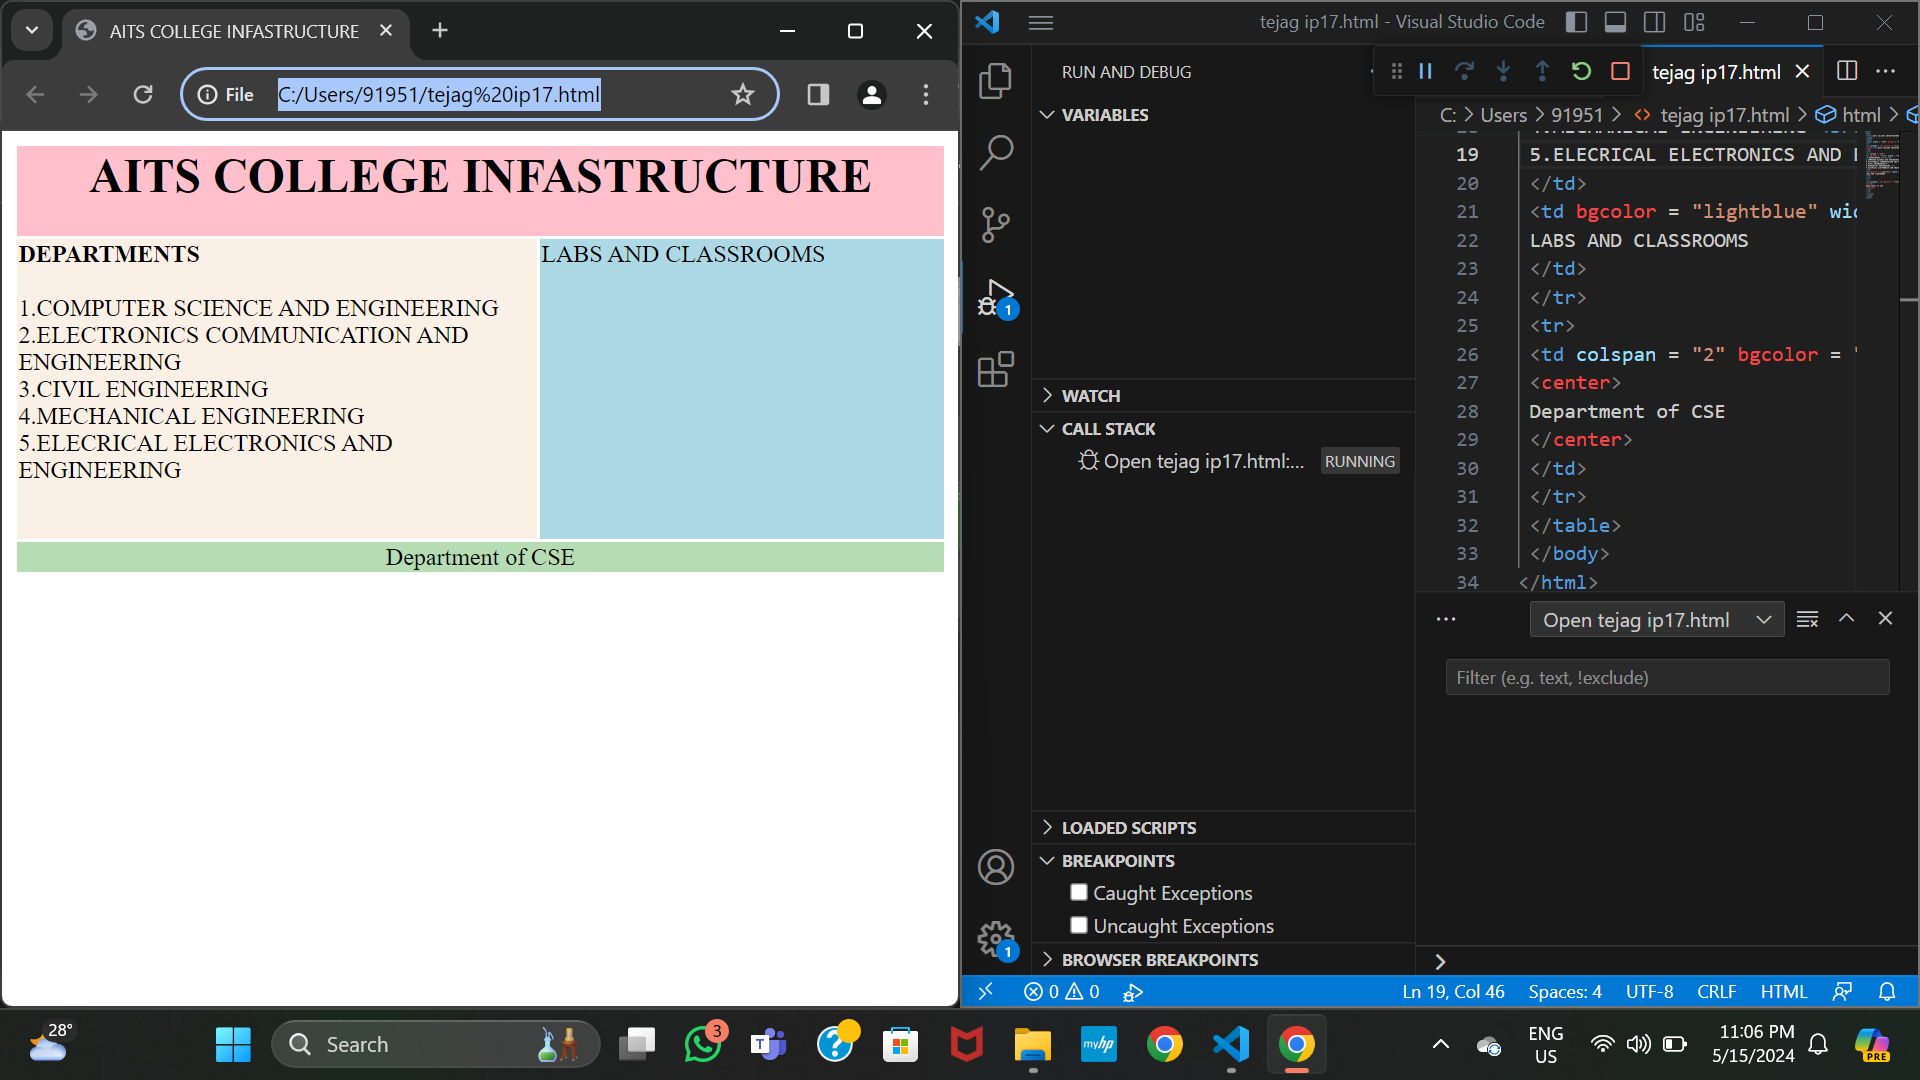 AITS COLLEGE INFASTRUCTURE
File
C:/Users/91951/tejag%20ip17.html
AITS COLLEGE INFASTRUCTURE
DEPARTMENTS
1.COMPUTER SCIENCE AND ENGINEERING
2.ELECTRONICS COMMUNICATION AND
ENGINEERING
3.CIVIL ENGINEERING
4.MECHANICAL ENGINEERING
5.ELECRICAL ELECTRONICS AND
ENGINEERING
LABS AND CLASSROOMS
Department of CSE
tejag ip17.html - Visual Studio Code
RUN AND DEBUG
VARIABLES
1
WATCH
CALL STACK
Open tejag ip17.html:... RUNNING
LOADED SCRIPTS
BREAKPOINTS
Caught Exceptions
Uncaught Exceptions
1
BROWSER BREAKPOINTS
tejag ip17.html
C: > Users > 91951 > tejag ip17.html > html >
19 5.ELECRICAL ELECTRONICS AND
20 </td>
21 <td bgcolor = "lightblue"
22 LABS AND CLASSROOMS
23 </td>
24 </tr>
25 <tr>
26 <td colspan = "2" bgcolor =
27 <center>
28 Department of CSE
29 </center>
30 </td>
31 </tr>
32 </table>
33 </body>
34 </html>
Open tejag ip17.html
Filter (e.g. text, !exclude)
0 0
Ln 19, Col 46 Spaces: 4 UTF-8 CRLF HTML
28°
Search
3
myhp
ENG
US
11:06 PM
5/15/2024
PRE